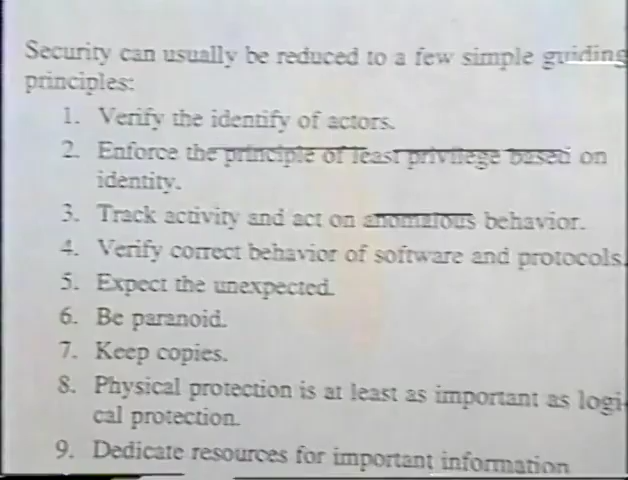 Security can usually be reduced to a few simple guiding
principles:
1. Verify the identify of actors.
2. Enforce the principle of least privilege based on
identity.
3. Track activity and act on anomalous behavior.
4. Verify correct behavior of software and protocols.
5. Expect the unexpected.
6. Be paranoid.
7. Keep copies.
8. Physical protection is at least as important as logi-
cal protection.
9. Dedicate resources for important information